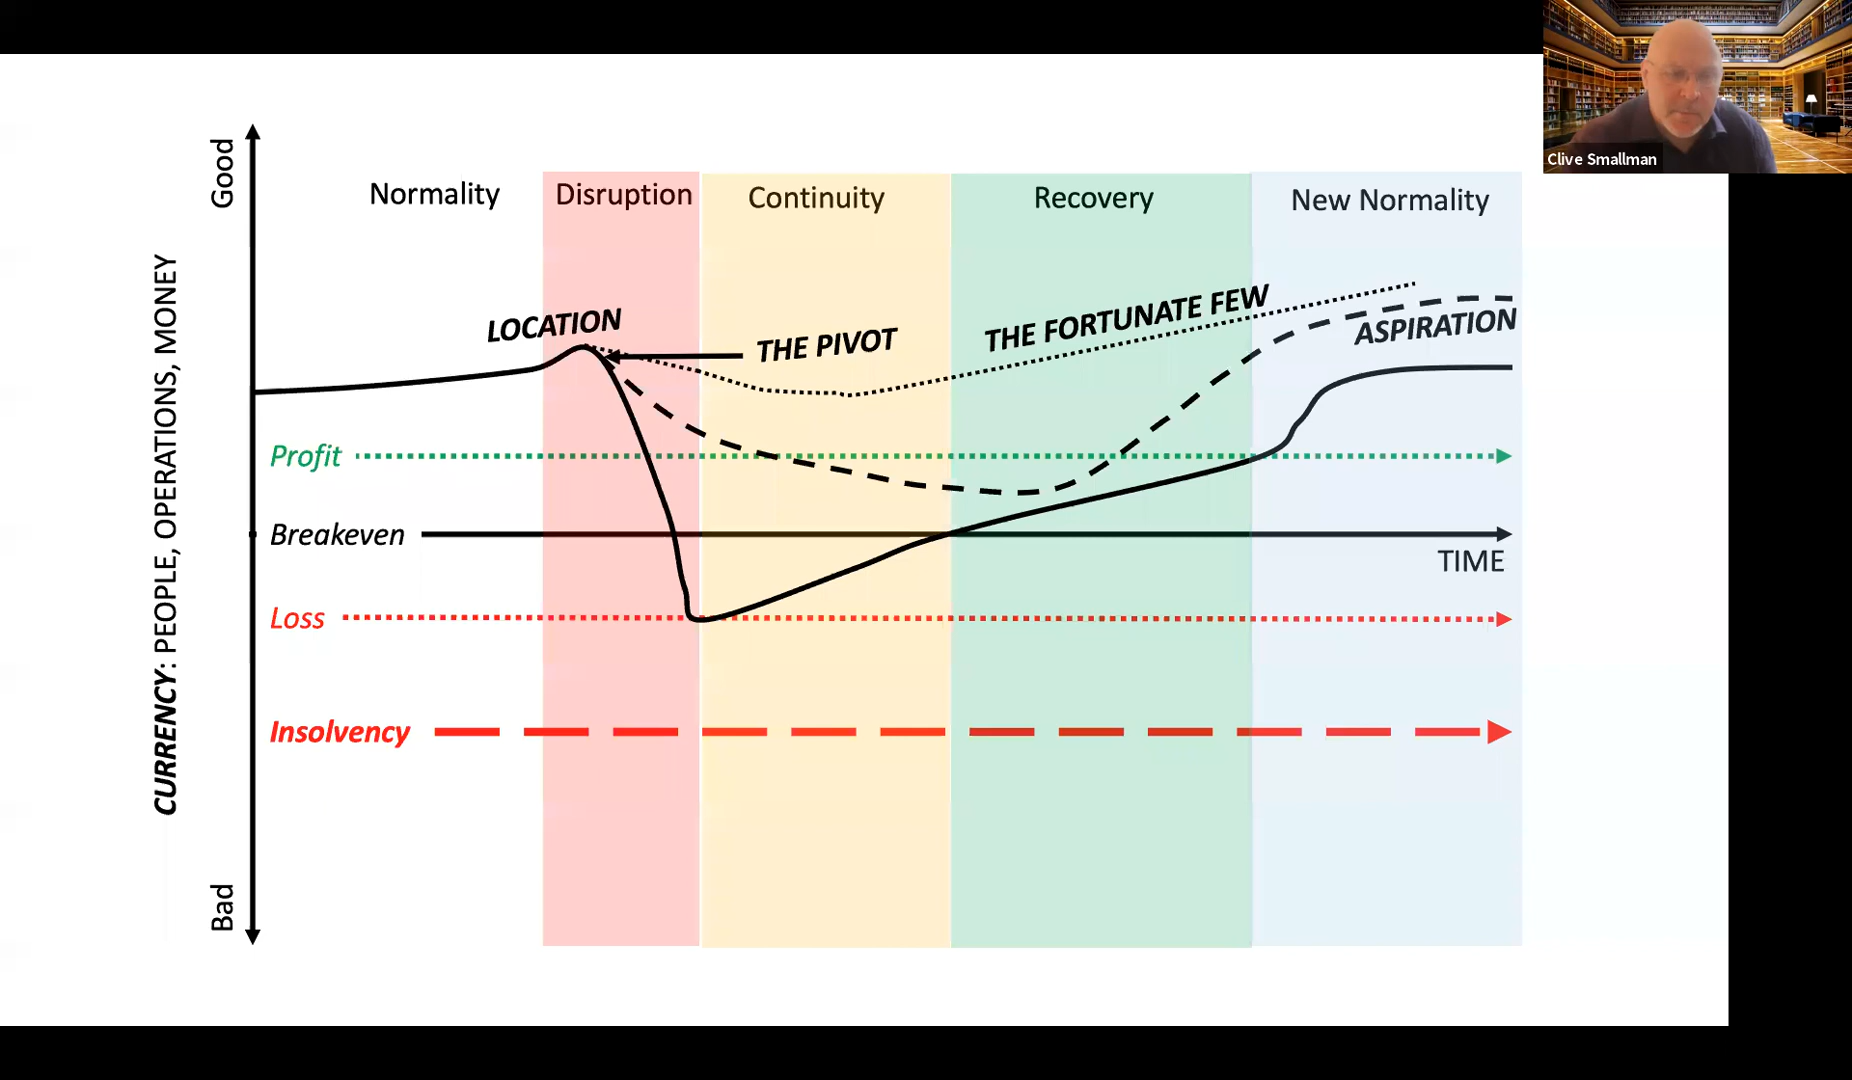 Clive Smallman
Good
Normality
Disruption
Continuity
Recovery
New Normality
LOCATION
THE PIVOT
THE FORTUNATE FEW
ASPIRATION
CURRENCY: PEOPLE, OPERATIONS, MONEY
Profit
Breakeven
TIME
Loss
Insolvency
Bad